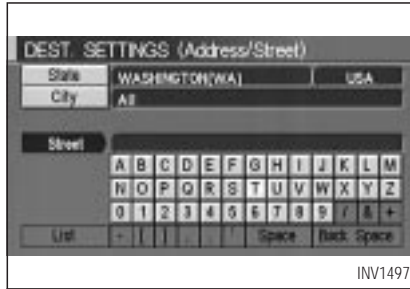 DEST. SETTINGS (Address/Street)
State WASHINGTON(WA) USA
City All
Street
A B C D E F G H I J K L M
N O P Q R S T U V W X Y Z
0 1 2 3 4 5 6 7 8 9 / & +
List - ( ) . , ' Space Back Space
INV1497